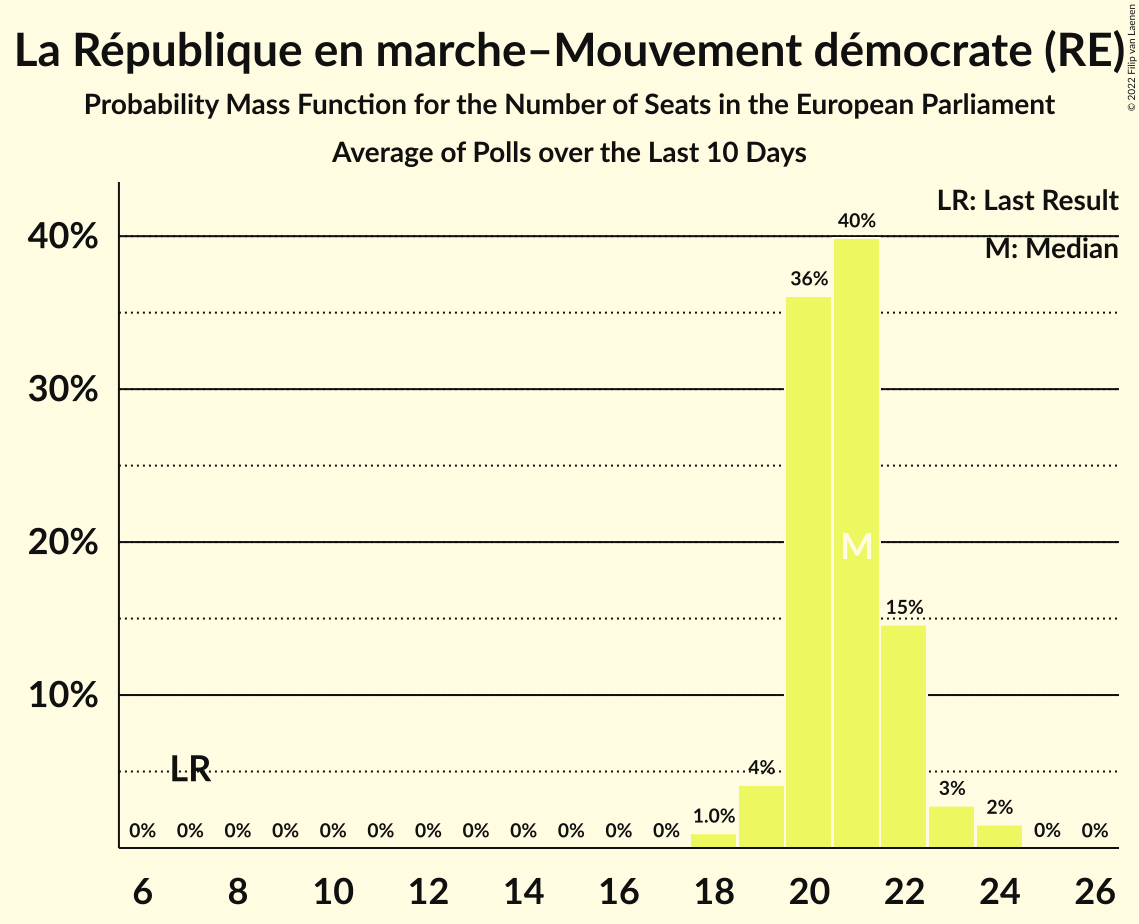 La République en marche–Mouvement démocrate (RE)
© 2022 Filip van Laenen
Probability Mass Function for the Number of Seats in the European Parliament
Average of Polls over the Last 10 Days
LR: Last Result
M: Median
40%
30%
20%
10%
40%
36%
M
15%
LR
4%
3%
2%
1.0%
0% 0% 0% 0% 0% 0% 0% 0% 0% 0% 0% 0% 0% 0%
6 8 10 12 14 16 18 20 22 24 26